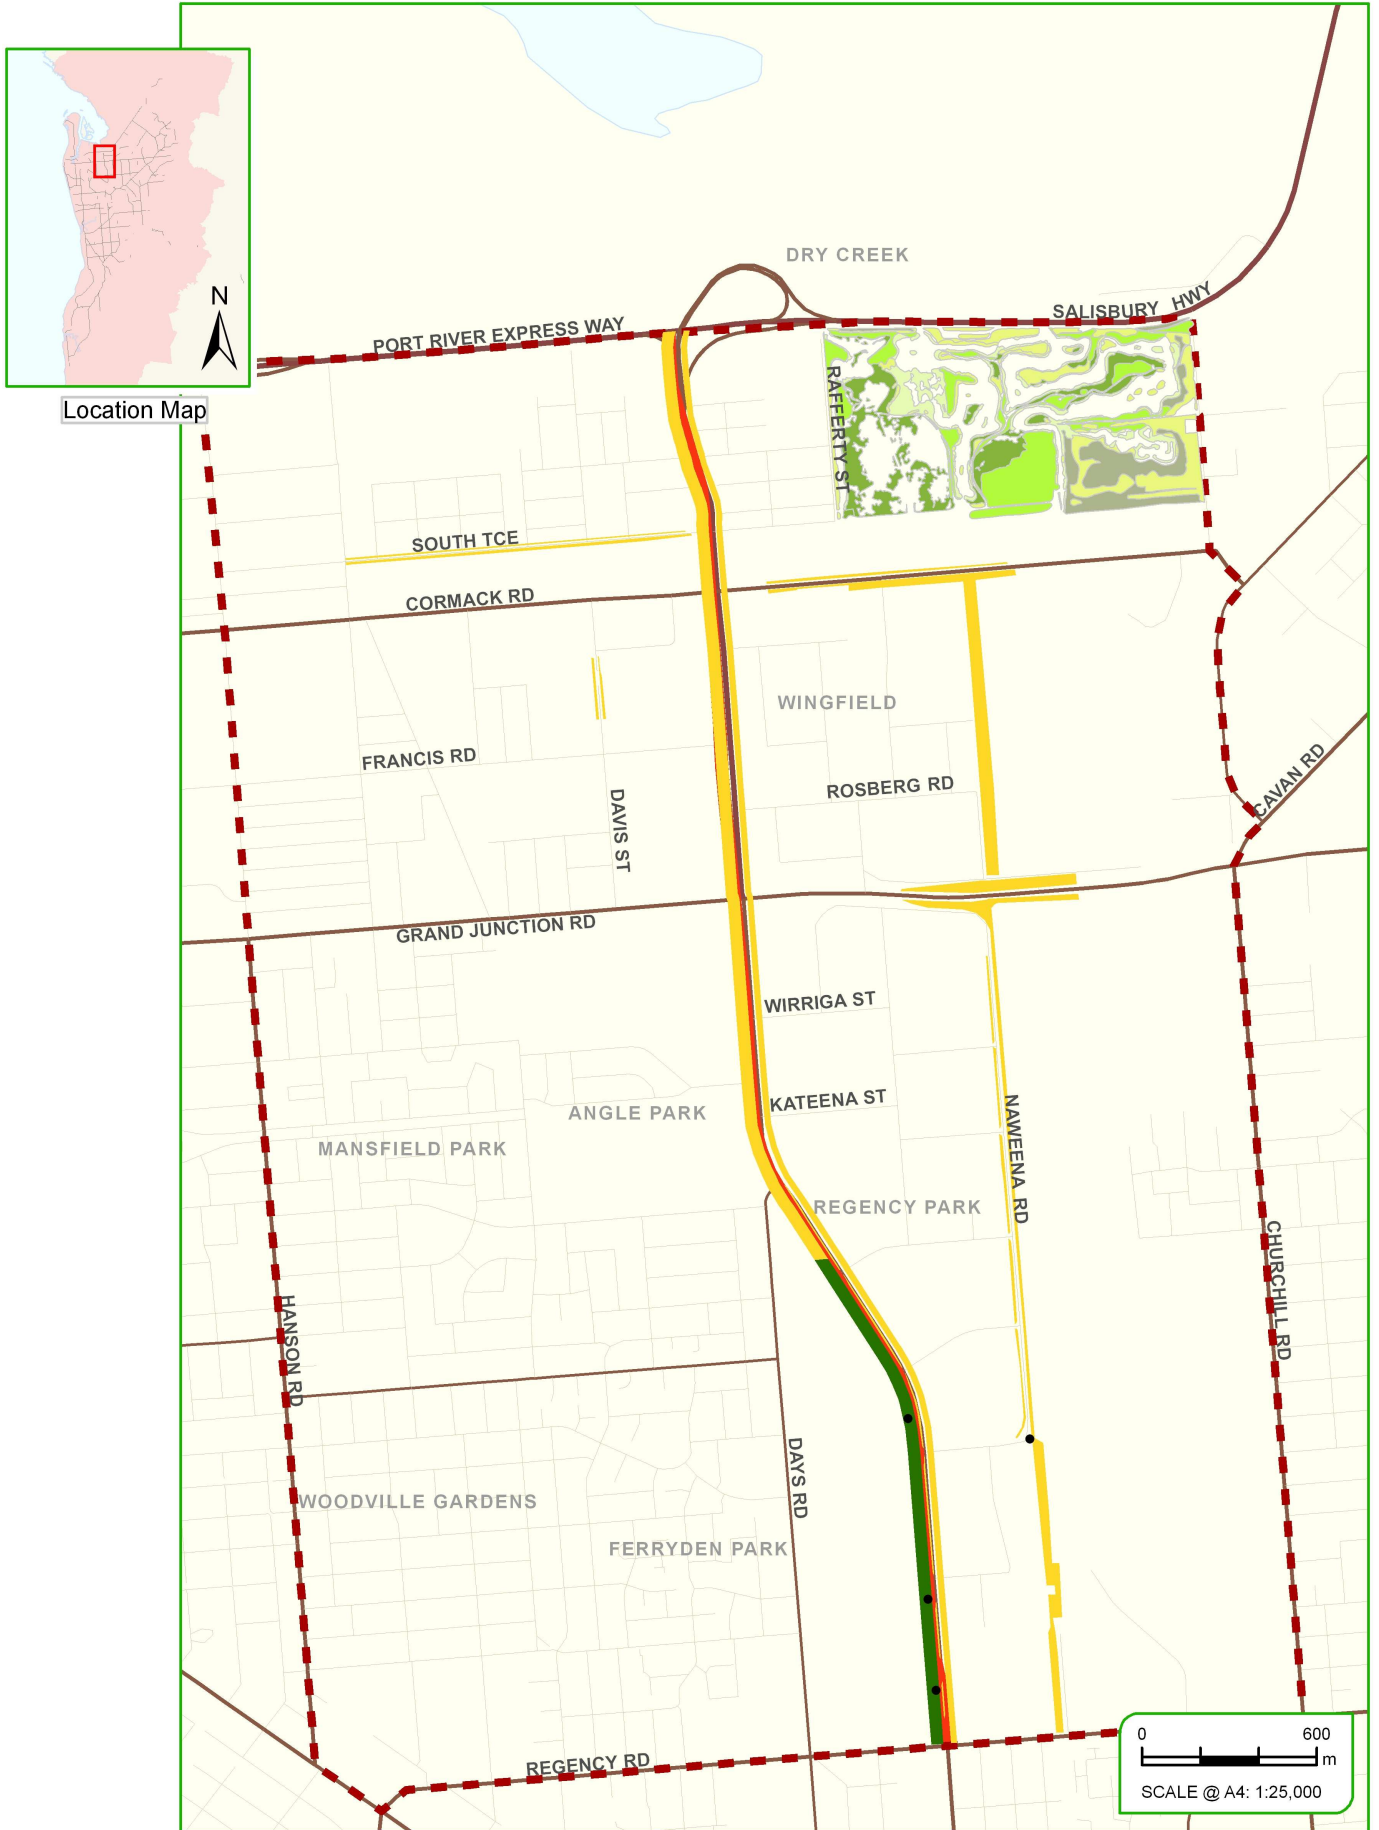 N
Location Map
DRY CREEK
SALISBURY HWY
PORT RIVER EXPRESS WAY
RAFFERTY ST
SOUTH TCE
CORMACK RD
WINGFIELD
FRANCIS RD
ROSBERG RD
CAVAN RD
DAVIS ST
GRAND JUNCTION RD
WIRRIGA ST
KATEENA ST
ANGLE PARK
NAWEENA RD
MANSFIELD PARK
REGENCY PARK
CHURCHILL RD
HANSON RD
DAYS RD
WOODVILLE GARDENS
FERRYDEN PARK
REGENCY RD
0 600
m
SCALE @ A4: 1:25,000